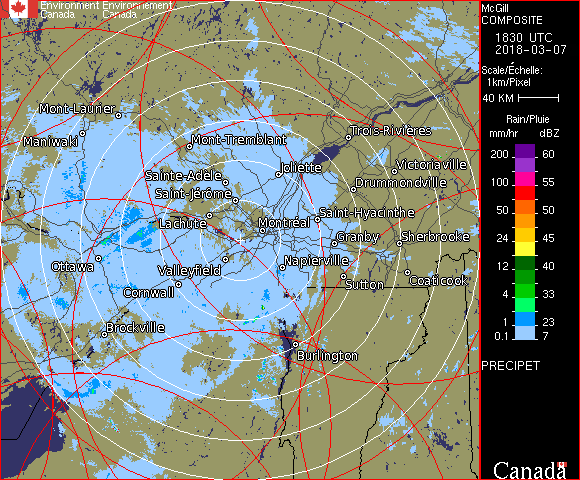 Environment Environnement
Canada Canada
McGill
COMPOSITE
1830 UTC
2018-03-07
Scale/Échelle:
1km/Pixel
40 KM
Rain/Pluie
mm/hr dBZ
200 60
100 55
50 50
24 45
12 40
4 33
1 23
0.1 7
PRECIPET
Canada
Mont-Laurier
Maniwaki
Mont-Tremblant
Trois-Rivières
Sainte-Adèle
Joliette
Victoriaville
Saint-Jérôme
Drummondville
Lachute
Montréal
Saint-Hyacinthe
Granby
Sherbrooke
Ottawa
Valleyfield
Napierville
Cornwall
Sutton
Coaticook
Brockville
Burlington